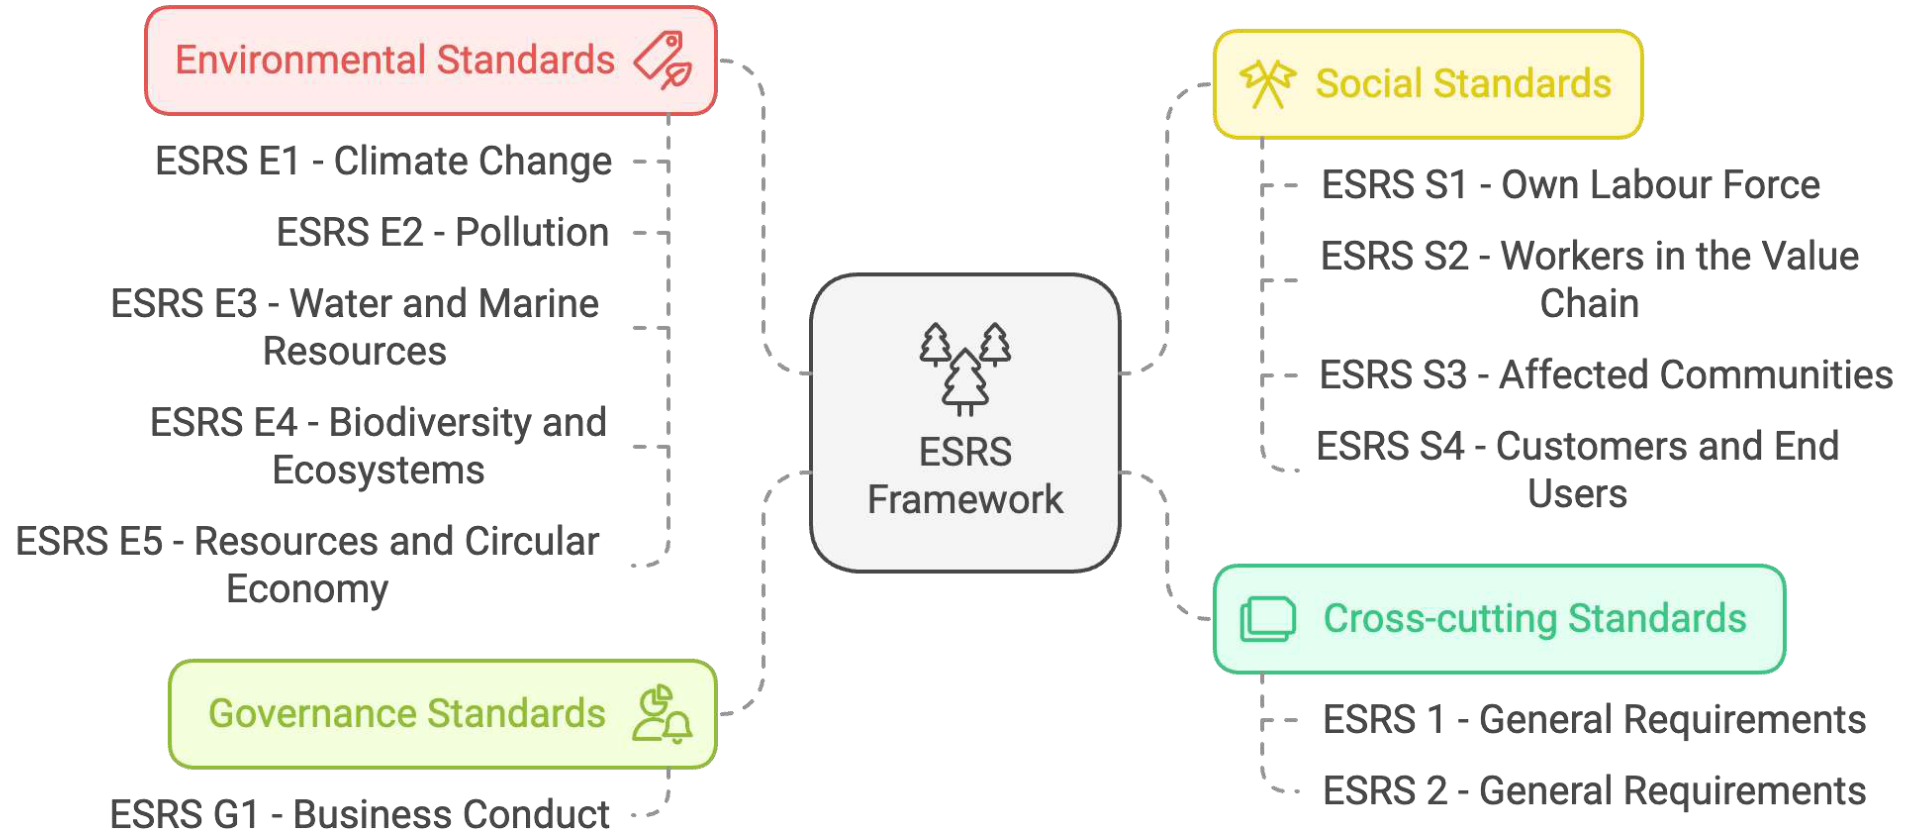 Environmental Standards
ESRS E1 - Climate Change
ESRS E2 - Pollution
ESRS E3 - Water and Marine
Resources
ESRS E4 - Biodiversity and
Ecosystems
ESRS E5 - Resources and Circular
Economy
Governance Standards
ESRS G1 - Business Conduct
ESRS
Framework
Social Standards
ESRS S1 - Own Labour Force
ESRS S2 - Workers in the Value
Chain
ESRS S3 - Affected Communities
ESRS S4 - Customers and End
Users
Cross-cutting Standards
ESRS 1 - General Requirements
ESRS 2 - General Requirements